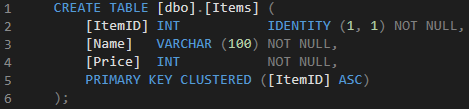 1 CREATE TABLE [dbo].[Items] (
2 [ItemID] INT IDENTITY (1, 1) NOT NULL,
3 [Name] VARCHAR (100) NOT NULL,
4 [Price] INT NOT NULL,
5 PRIMARY KEY CLUSTERED ([ItemID] ASC)
6 );